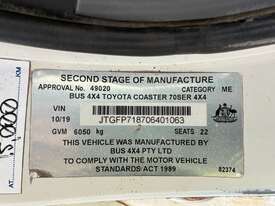 SECOND STAGE OF MANUFACTURE
APPROVAL No. 49020 CATEGORY ME
BUS 4X4 TOYOTA COASTER 70SER 4X4
VIN
10/19 JTGFP718706401063
GVM 6050 kg SEATS 22
THIS VEHICLE WAS MANUFACTURED BY
BUS 4X4 PTY LTD
TO COMPLY WITH THE MOTOR VEHICLE
STANDARDS ACT 1989
82374
KM
AT